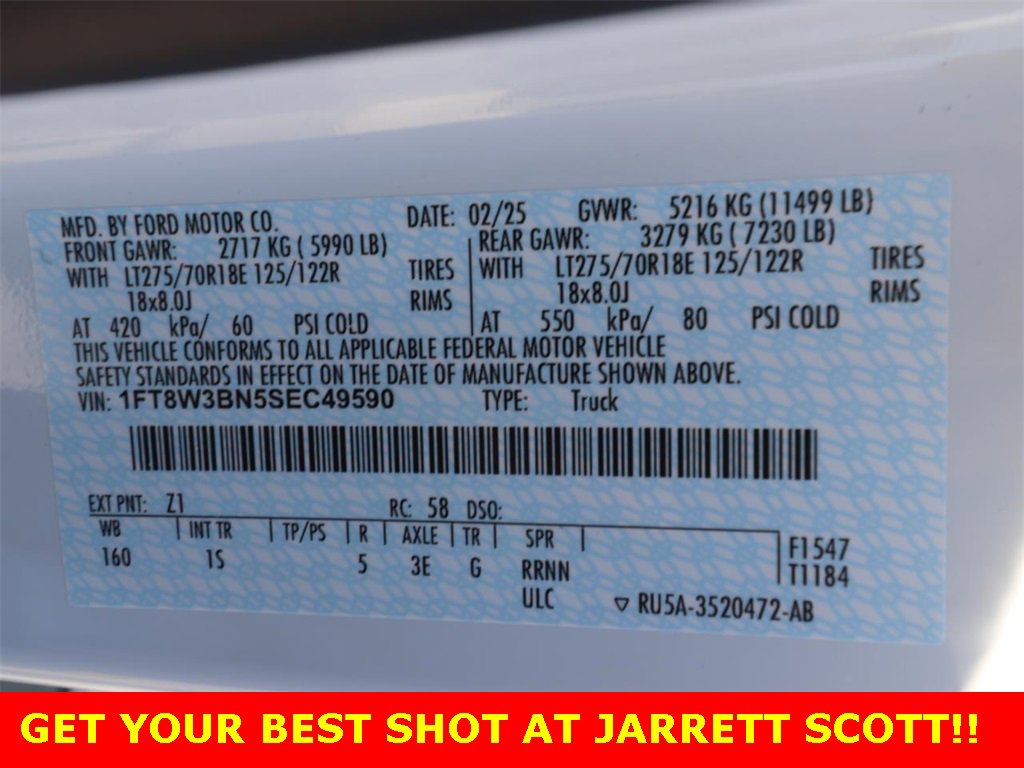 MFD. BY FORD MOTOR CO. DATE: 02/25 GVWR: 5216 KG (11499 LB)
FRONT GAWR: 2717 KG ( 5990 LB) REAR GAWR: 3279 KG ( 7230 LB)
WITH LT275/70R18E 125/122R TIRES WITH LT275/70R18E 125/122R TIRES
18x8.0J RIMS 18x8.0J RIMS
AT 420 kPa/ 60 PSI COLD AT 550 kPa/ 80 PSI COLD
THIS VEHICLE CONFORMS TO ALL APPLICABLE FEDERAL MOTOR VEHICLE
SAFETY STANDARDS IN EFFECT ON THE DATE OF MANUFACTURE SHOWN ABOVE.
VIN: 1FT8W3BN5SEC49590 TYPE: Truck
EXT PNT: Z1 RC: 58 DSO:
WB INT TR TP/PS R AXLE TR SPR F1547
160 1S 5 3E G RRNN T1184
ULC ▽ RU5A-3520472-AB
GET YOUR BEST SHOT AT JARRETT SCOTT!!